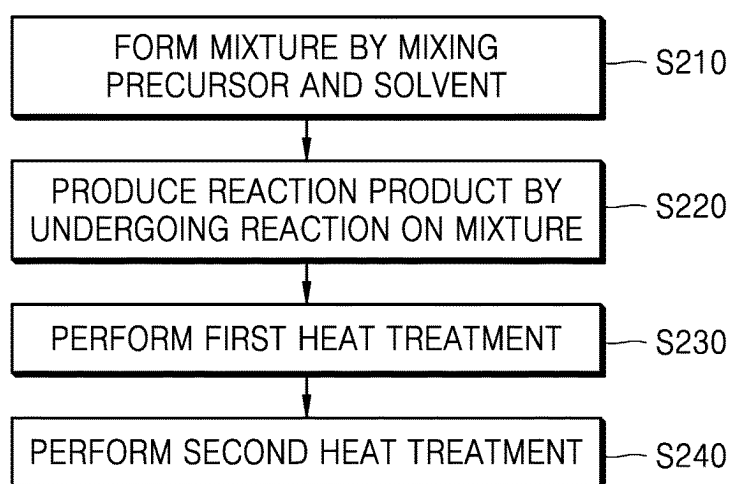 FORM MIXTURE BY MIXING
PRECURSOR AND SOLVENT
S210
PRODUCE REACTION PRODUCT BY
UNDERGOING REACTION ON MIXTURE
S220
PERFORM FIRST HEAT TREATMENT
S230
PERFORM SECOND HEAT TREATMENT
S240